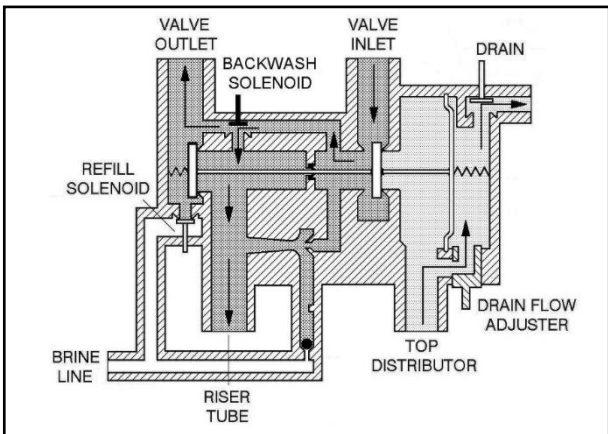 VALVE
OUTLET
BACKWASH
SOLENOID
VALVE
INLET
DRAIN
REFILL
SOLENOID
DRAIN FLOW
ADJUSTER
TOP
DISTRIBUTOR
BRINE
LINE
RISER
TUBE